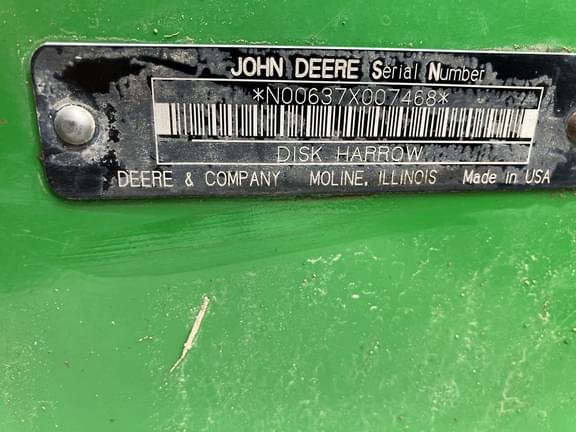 JOHN DEERE Serial Number
*N00637X007468*
DISK HARROW
DEERE & COMPANY MOLINE, ILLINOIS Made in USA